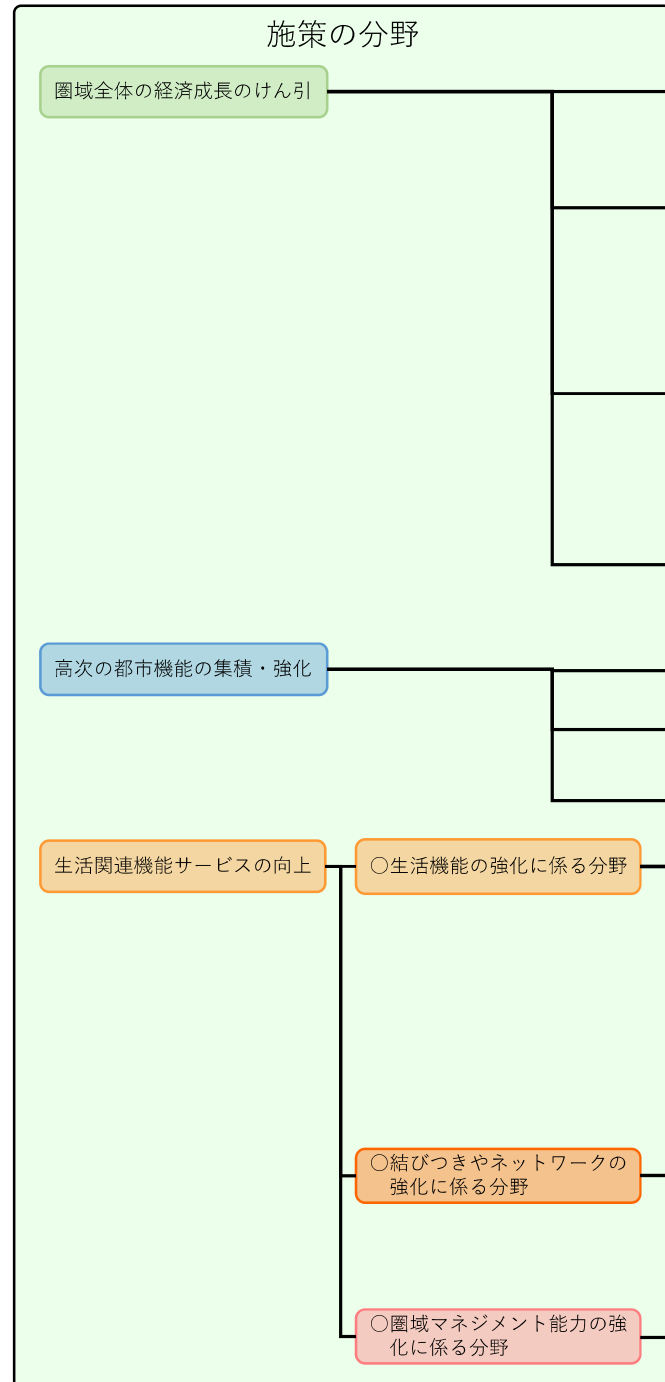 施策の分野
圏域全体の経済成長のけん引
高次の都市機能の集積・強化
生活関連機能サービスの向上
〇生活機能の強化に係る分野
〇結びつきやネットワークの
強化に係る分野
〇圏域マネジメント能力の強
化に係る分野